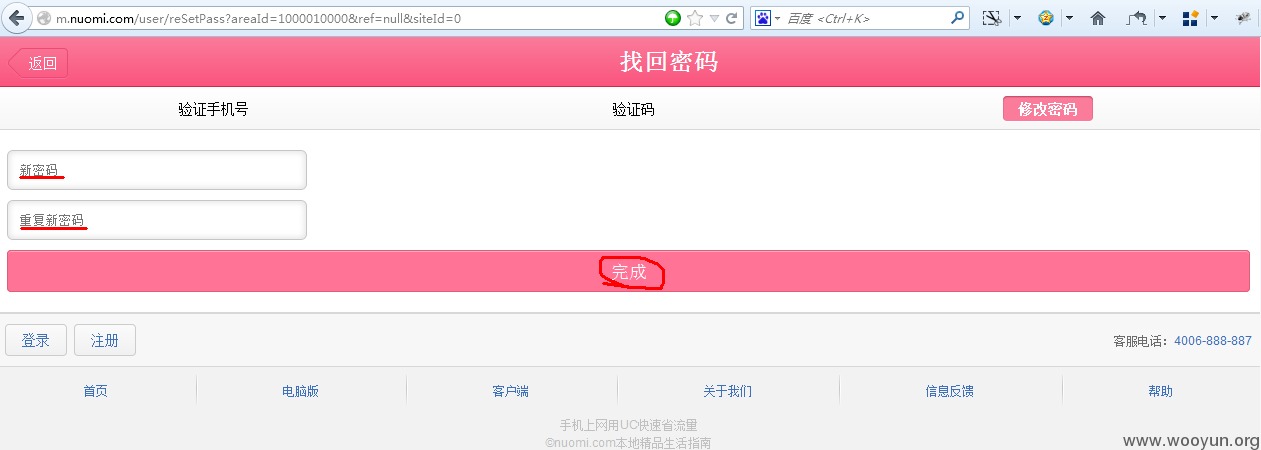 m.nuomi.com/user/reSetPass?areaId=1000010000&ref=null&siteId=0
百度 <Ctrl+K>
返回
找回密码
验证手机号
验证码
修改密码
新密码
重复新密码
完成
登录
注册
客服电话：4006-888-887
首页
电脑版
客户端
关于我们
信息反馈
帮助
手机上网用UC快速省流量
©nuomi.com本地精品生活指南
www.wooyun.org